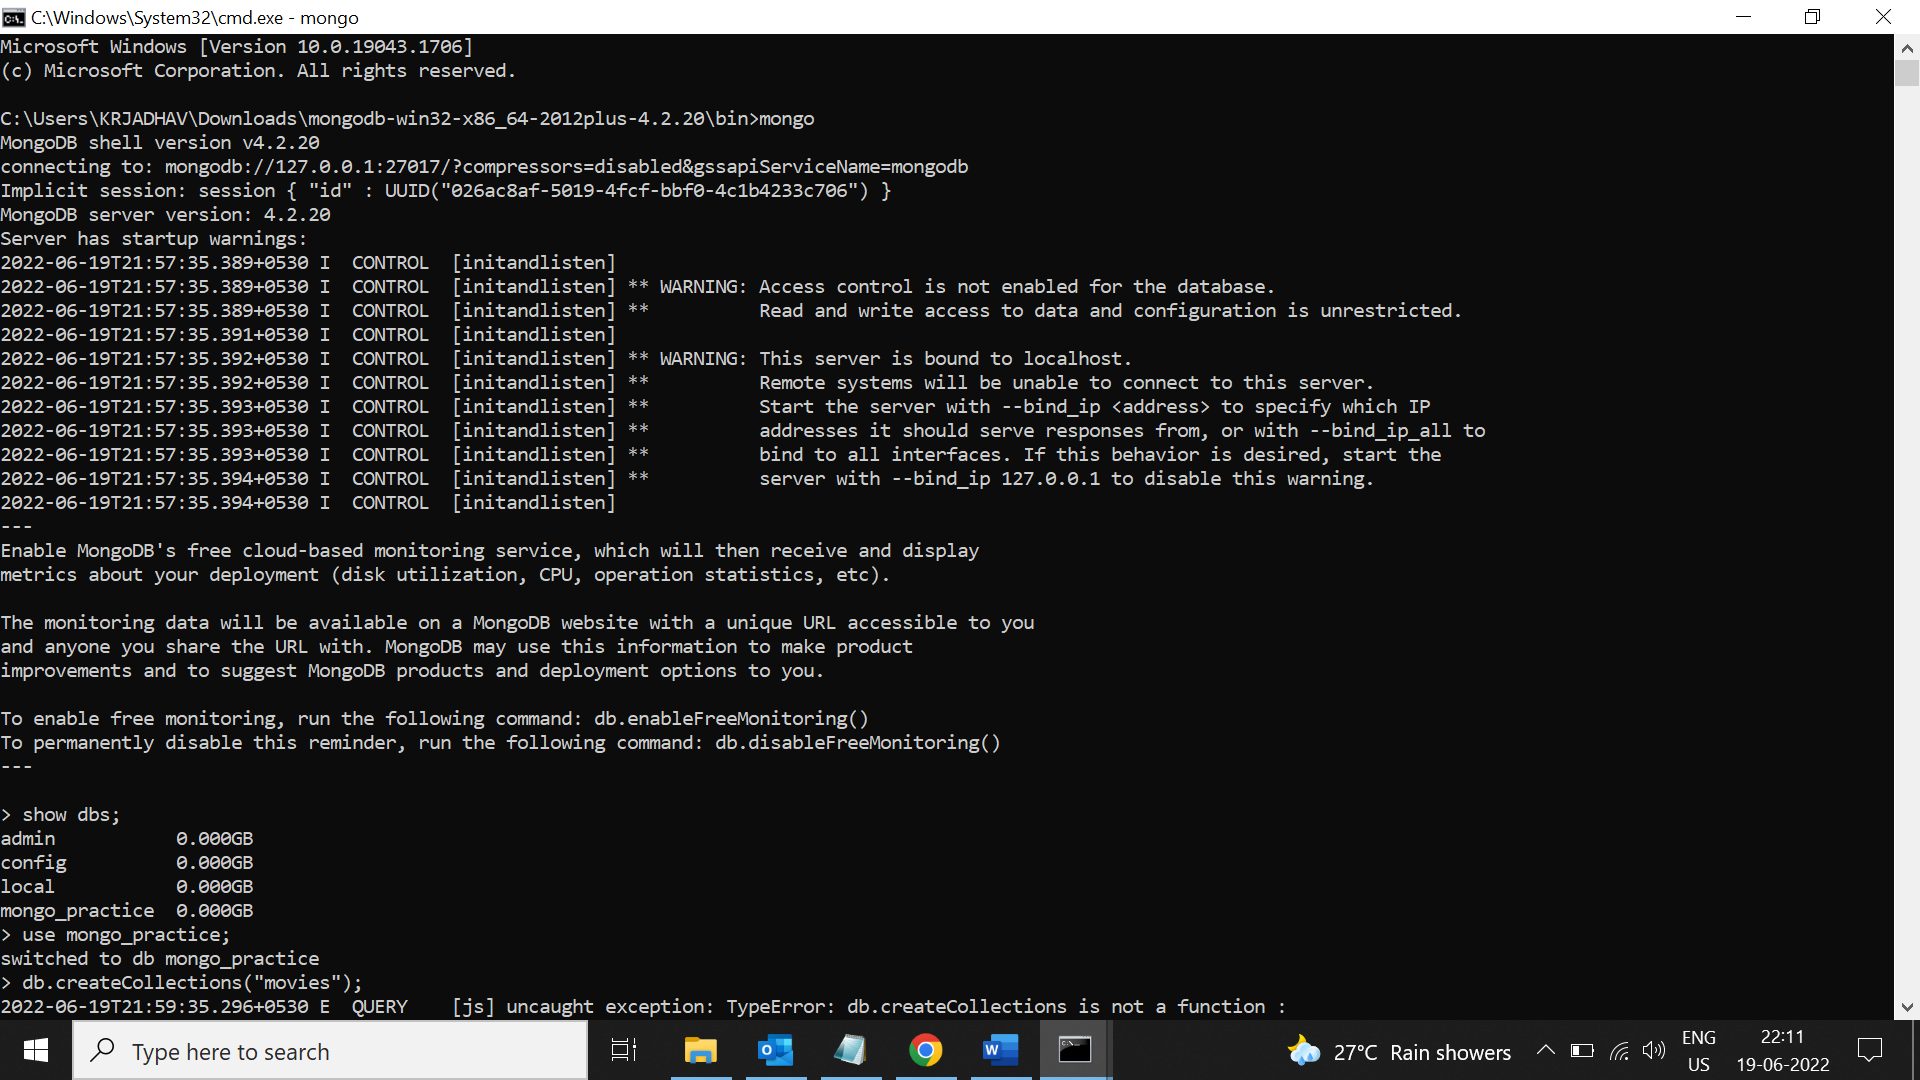 C:\Windows\System32\cmd.exe - mongo
Microsoft Windows [Version 10.0.19043.1706]
(c) Microsoft Corporation. All rights reserved.
C:\Users\KRJADHAV\Downloads\mongodb-win32-x86_64-2012plus-4.2.20\bin>mongo
MongoDB shell version v4.2.20
connecting to: mongodb://127.0.0.1:27017/?compressors=disabled&gssapiServiceName=mongodb
Implicit session: session { "id" : UUID("026ac8af-5019-4fcf-bbf0-4c1b4233c706") }
MongoDB server version: 4.2.20
Server has startup warnings:
2022-06-19T21:57:35.389+0530 I  CONTROL  [initandlisten]
2022-06-19T21:57:35.389+0530 I  CONTROL  [initandlisten] ** WARNING: Access control is not enabled for the database.
2022-06-19T21:57:35.389+0530 I  CONTROL  [initandlisten] **          Read and write access to data and configuration is unrestricted.
2022-06-19T21:57:35.391+0530 I  CONTROL  [initandlisten]
2022-06-19T21:57:35.392+0530 I  CONTROL  [initandlisten] ** WARNING: This server is bound to localhost.
2022-06-19T21:57:35.392+0530 I  CONTROL  [initandlisten] **          Remote systems will be unable to connect to this server.
2022-06-19T21:57:35.393+0530 I  CONTROL  [initandlisten] **          Start the server with --bind_ip <address> to specify which IP
2022-06-19T21:57:35.393+0530 I  CONTROL  [initandlisten] **          addresses it should serve responses from, or with --bind_ip_all to
2022-06-19T21:57:35.393+0530 I  CONTROL  [initandlisten] **          bind to all interfaces. If this behavior is desired, start the
2022-06-19T21:57:35.394+0530 I  CONTROL  [initandlisten] **          server with --bind_ip 127.0.0.1 to disable this warning.
2022-06-19T21:57:35.394+0530 I  CONTROL  [initandlisten]
---
Enable MongoDB's free cloud-based monitoring service, which will then receive and display
metrics about your deployment (disk utilization, CPU, operation statistics, etc).
The monitoring data will be available on a MongoDB website with a unique URL accessible to you
and anyone you share the URL with. MongoDB may use this information to make product
improvements and to suggest MongoDB products and deployment options to you.
To enable free monitoring, run the following command: db.enableFreeMonitoring()
To permanently disable this reminder, run the following command: db.disableFreeMonitoring()
---
> show dbs;
admin           0.000GB
config          0.000GB
local           0.000GB
mongo_practice  0.000GB
> use mongo_practice;
switched to db mongo_practice
> db.createCollections("movies");
2022-06-19T21:59:35.296+0530 E  QUERY    [js] uncaught exception: TypeError: db.createCollections is not a function :
Type here to search
27°C Rain showers
ENG
US
22:11
19-06-2022